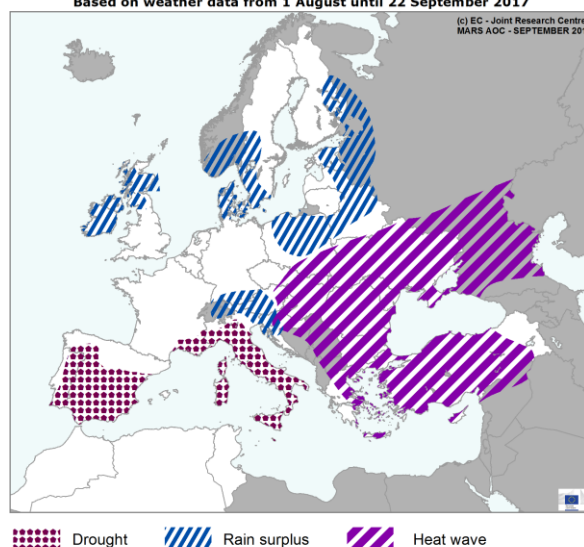 Based on weather data from 1 August until 22 September 2017
(c) EC - Joint Research Centre
MARS AOC - SEPTEMBER 201
Drought
Rain surplus
Heat wave